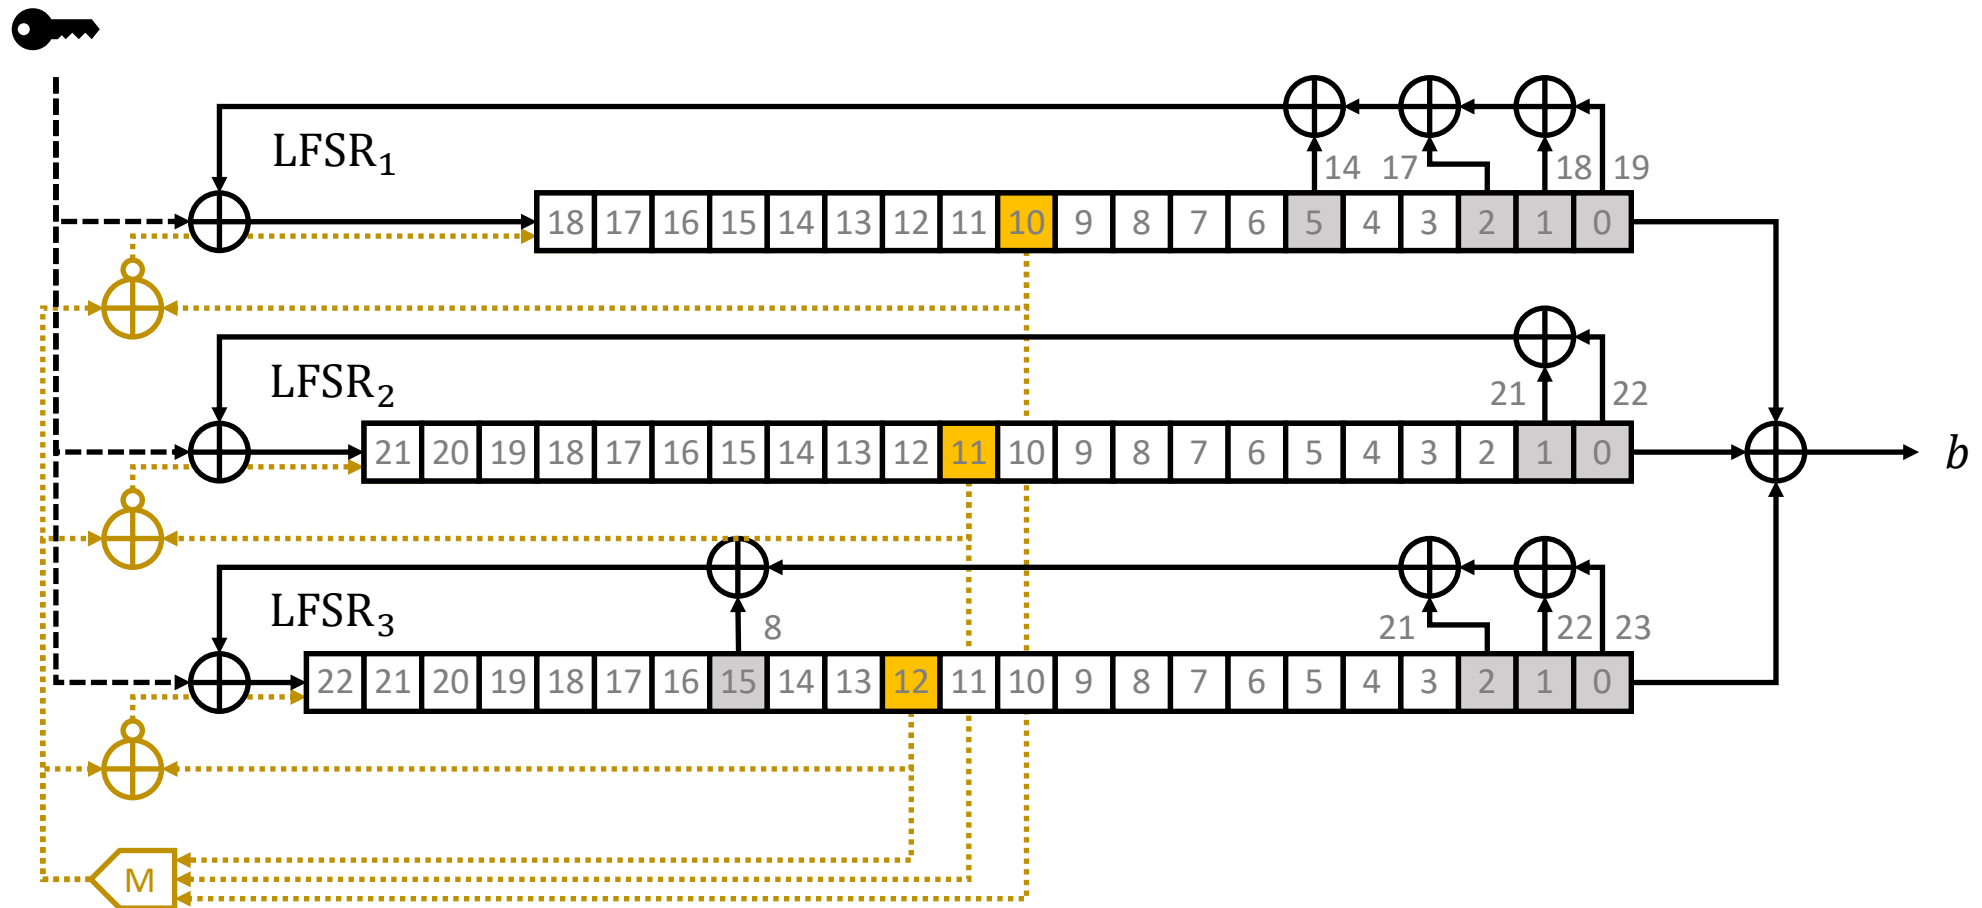 LFSR₁
14 17 18 19
18 17 16 15 14 13 12 11 10 9 8 7 6 5 4 3 2 1 0
LFSR₂
21 22
21 20 19 18 17 16 15 14 13 12 11 10 9 8 7 6 5 4 3 2 1 0
b
LFSR₃
8 21 22 23
22 21 20 19 18 17 16 15 14 13 12 11 10 9 8 7 6 5 4 3 2 1 0
M